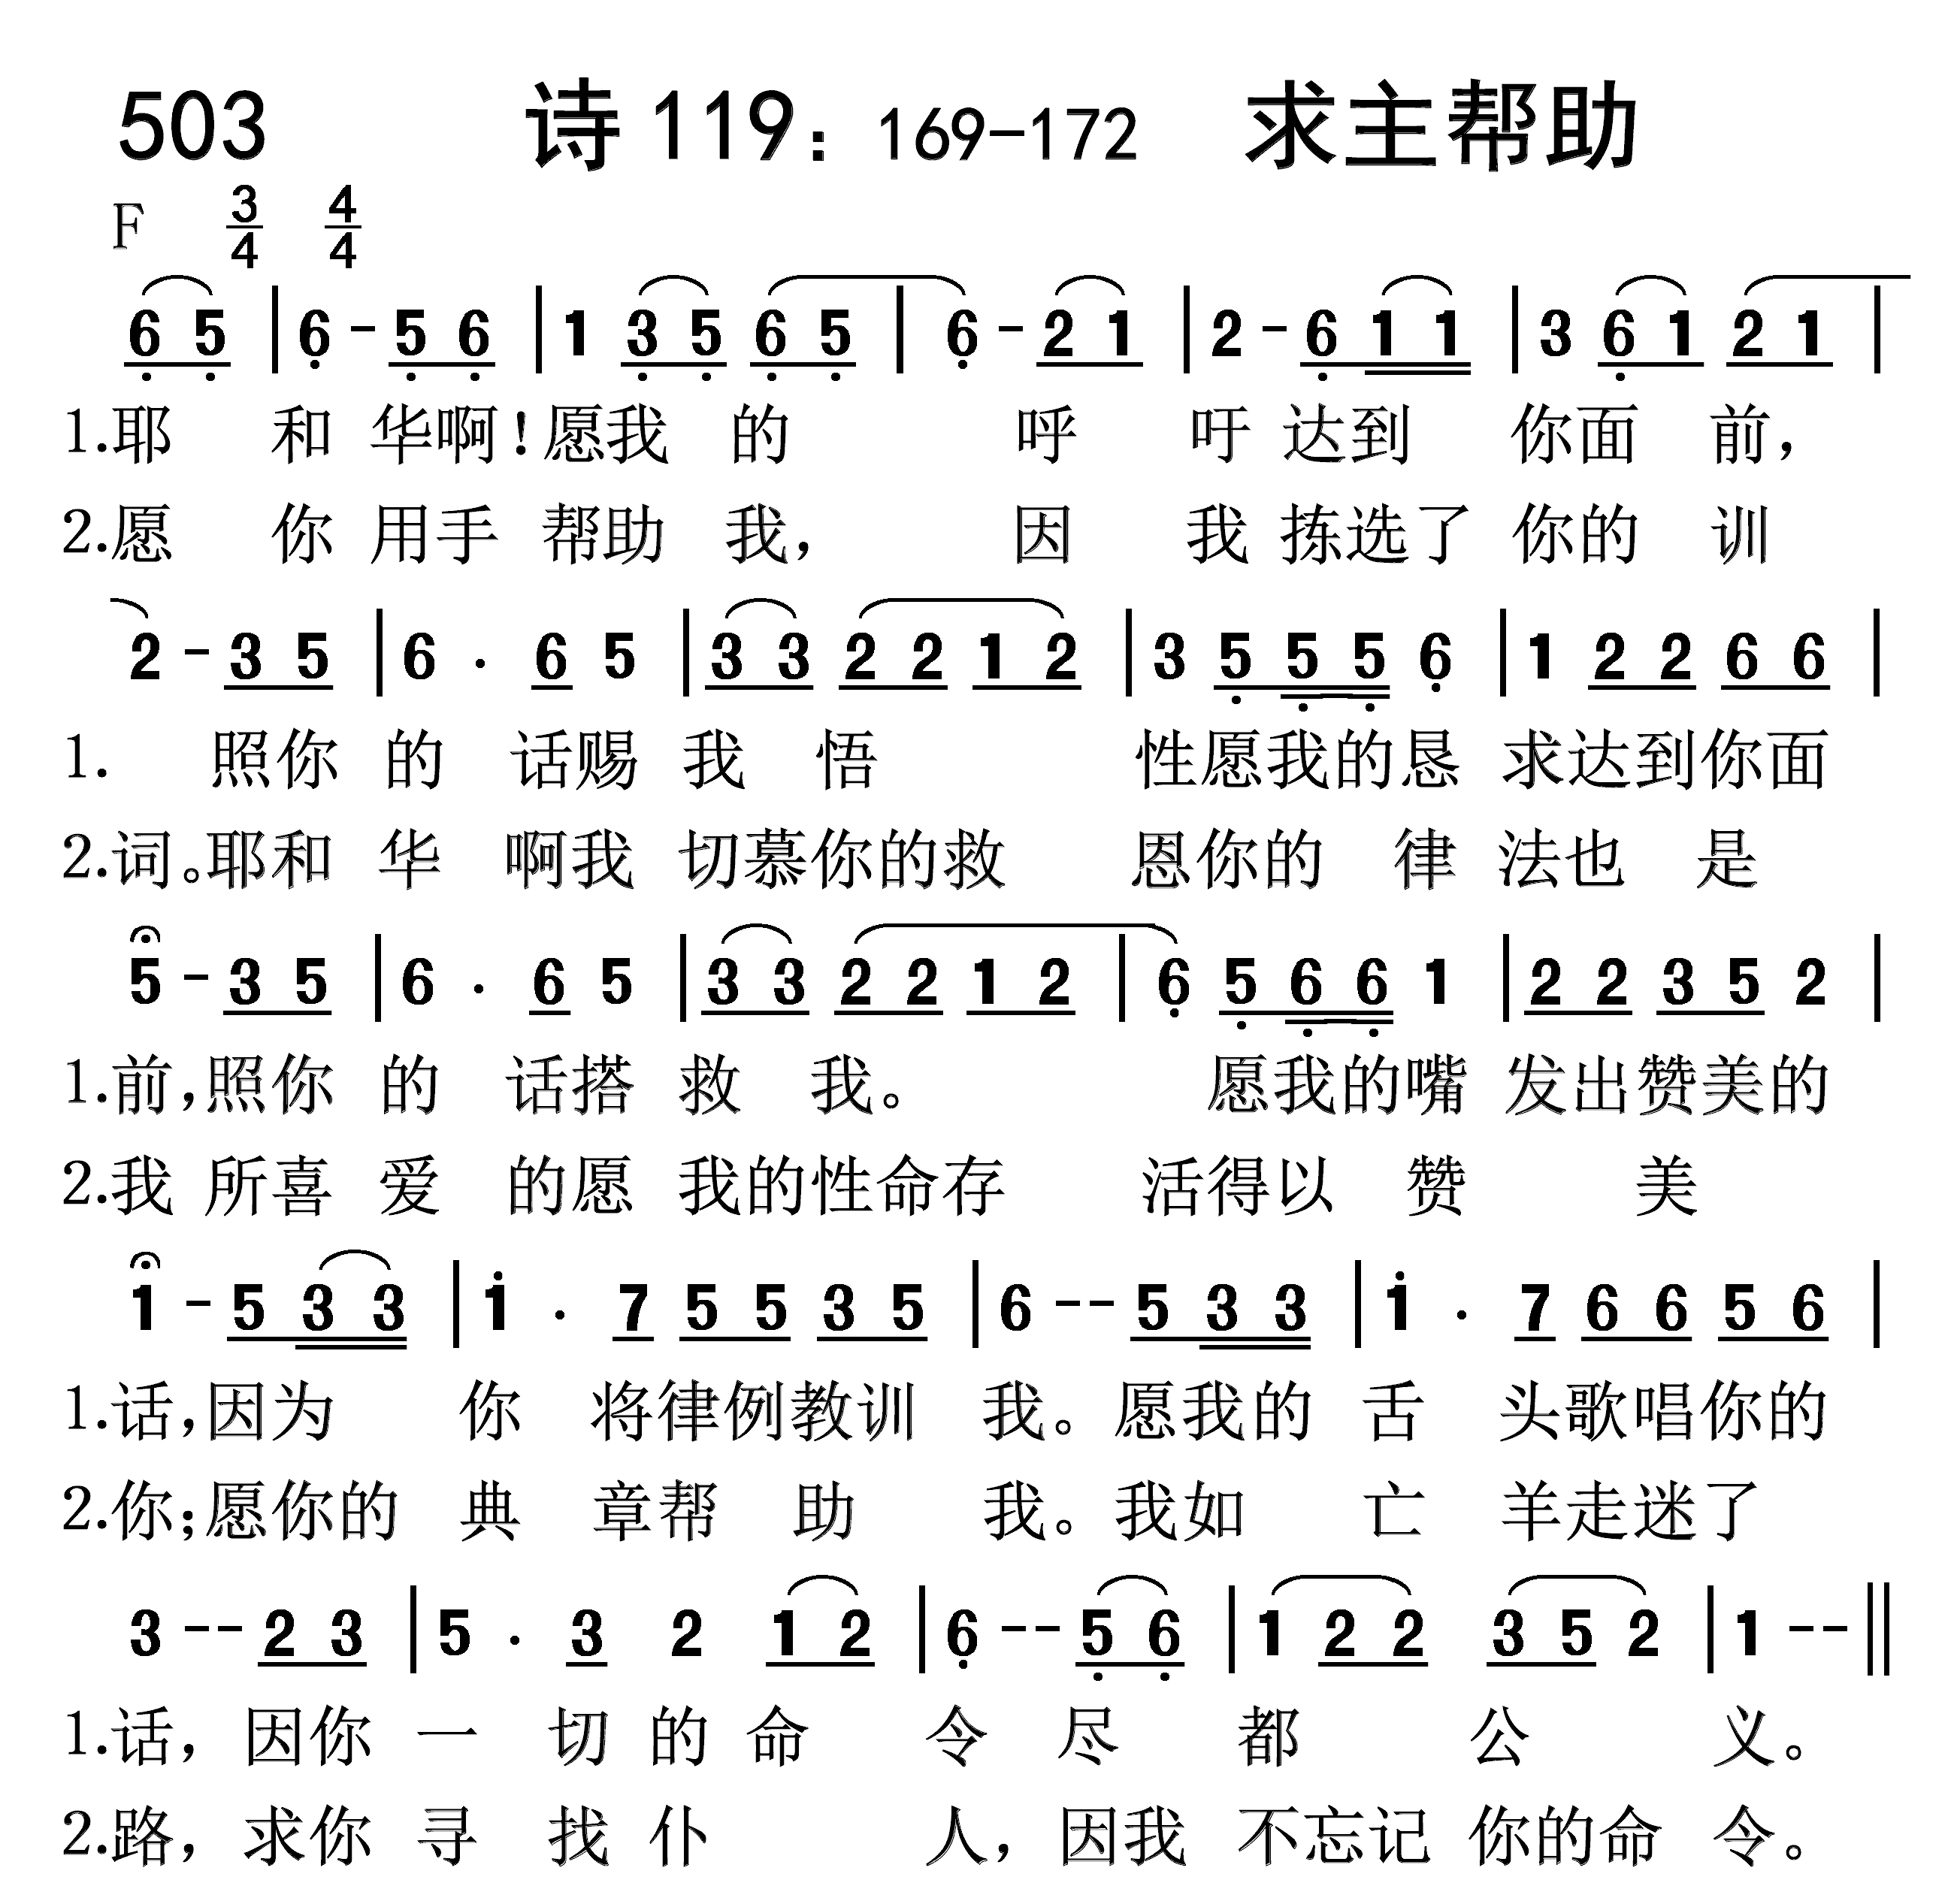 503 诗 119：169-172 求主帮助
F 3/4 4/4
6 5 | 6 - 5 6 | 1 3 5 6 5 | 6 - 2 1 | 2 - 6 1 1 | 3 6 1 2 1 |
1.耶 和 华啊!愿我 的 呼 吁 达到 你面 前,
2.愿 你 用手 帮助 我, 因 我 拣选了 你的 训
2 - 3 5 | 6 . 6 5 | 3 3 2 2 1 2 | 3 5 5 5 6 | 1 2 2 6 6 |
1. 照你 的 话赐 我 悟 性愿我的恳 求达到你面
2.词。耶和 华 啊我 切慕你的救 恩你的 律 法也 是
5 - 3 5 | 6 . 6 5 | 3 3 2 2 1 2 | 6 5 6 6 1 | 2 2 3 5 2 |
1.前,照你 的 话搭 救 我。 愿我的嘴 发出赞美的
2.我 所喜 爱 的愿 我的性命存 活得以 赞 美
1 - 5 3 3 | 1 . 7 5 5 3 5 | 6 - - 5 3 3 | 1 . 7 6 6 5 6 |
1.话,因为 你 将律例教训 我。愿我的 舌 头歌唱你的
2.你;愿你的 典 章帮 助 我。我如 亡 羊走迷了
3 - - 2 3 | 5 . 3 2 1 2 | 6 - - 5 6 | 1 2 2 3 5 2 | 1 - - ||
1.话, 因你 一 切 的 命 令 尽 都 公 义。
2.路, 求你 寻 找 仆 人, 因我 不忘记 你的命 令。